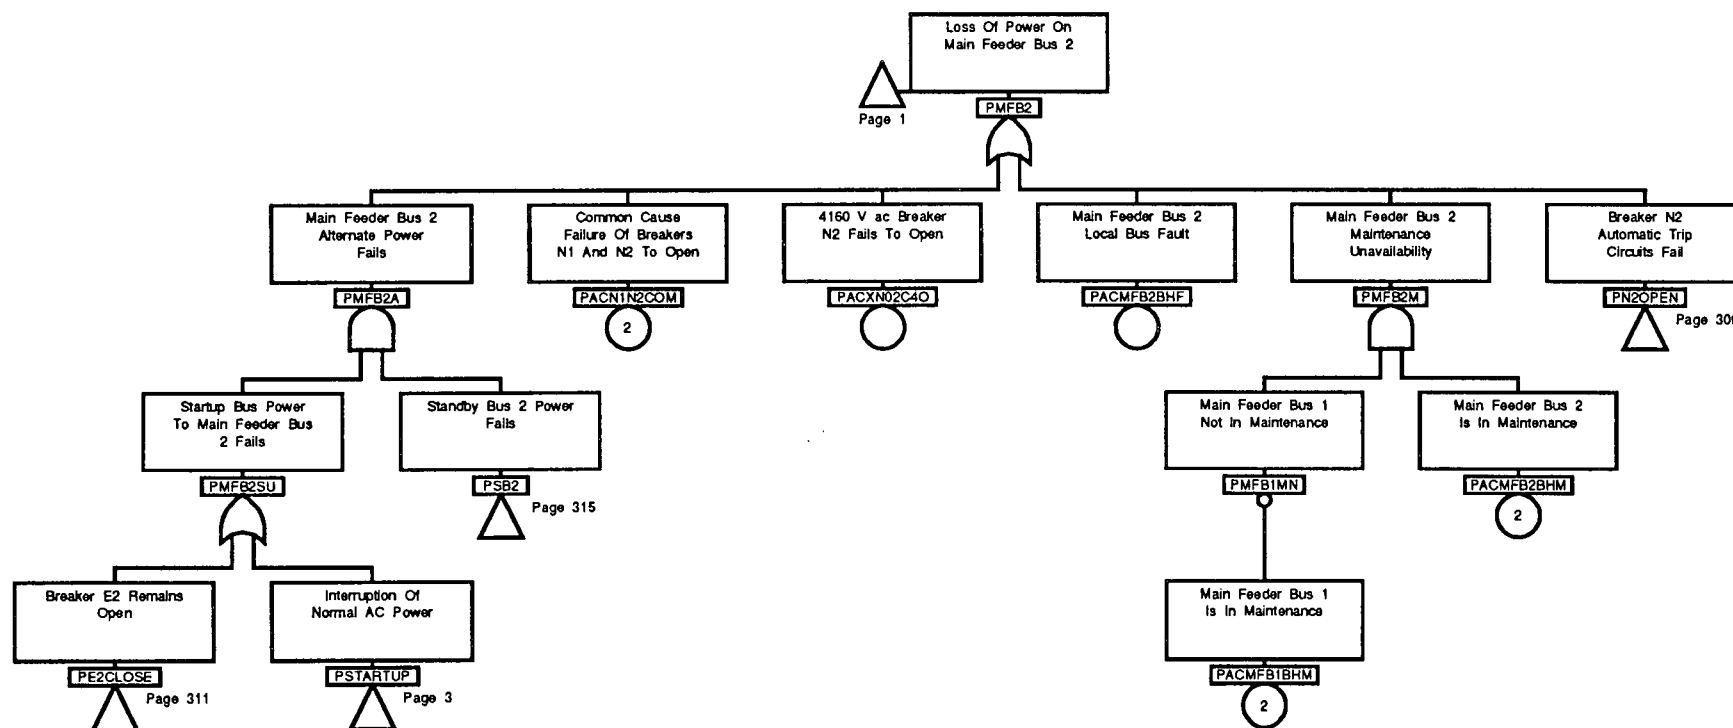 Loss Of Power On
Main Feeder Bus 2
Page 1
PMFB2
Main Feeder Bus 2
Alternate Power
Fails
PMFB2A
Common Cause
Failure Of Breakers
N1 And N2 To Open
PACN1N2COM
2
4160 V ac Breaker
N2 Fails To Open
PACXN02C4O
Main Feeder Bus 2
Local Bus Fault
PACMFB2BHF
Main Feeder Bus 2
Maintenance
Unavailability
PMFB2M
Breaker N2
Automatic Trip
Circuits Fail
PN2OPEN
Page
Startup Bus Power
To Main Feeder Bus
2 Fails
PMFB2SU
Standby Bus 2 Power
Fails
PSB2
Page 315
Main Feeder Bus 1
Not In Maintenance
PMFB1MN
Main Feeder Bus 2
Is In Maintenance
PACMFB2BHM
2
Breaker E2 Remains
Open
PE2CLOSE
Page 311
Interruption Of
Normal AC Power
PSTARTUP
Page 3
Main Feeder Bus 1
Is In Maintenance
PACMFB1BHM
2